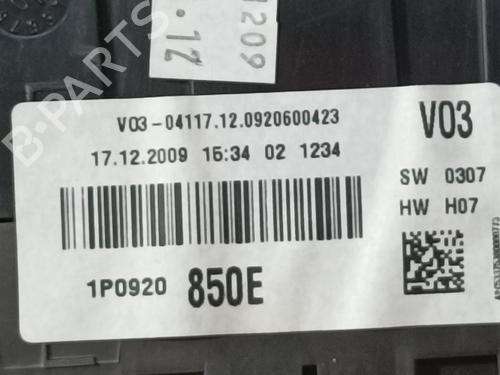 1209
.12
V03-04117.12.0920600423
V03
17.12.2009 15:34 02 1234
SW 0307
HW H07
1P0920 850E
B-PARTS